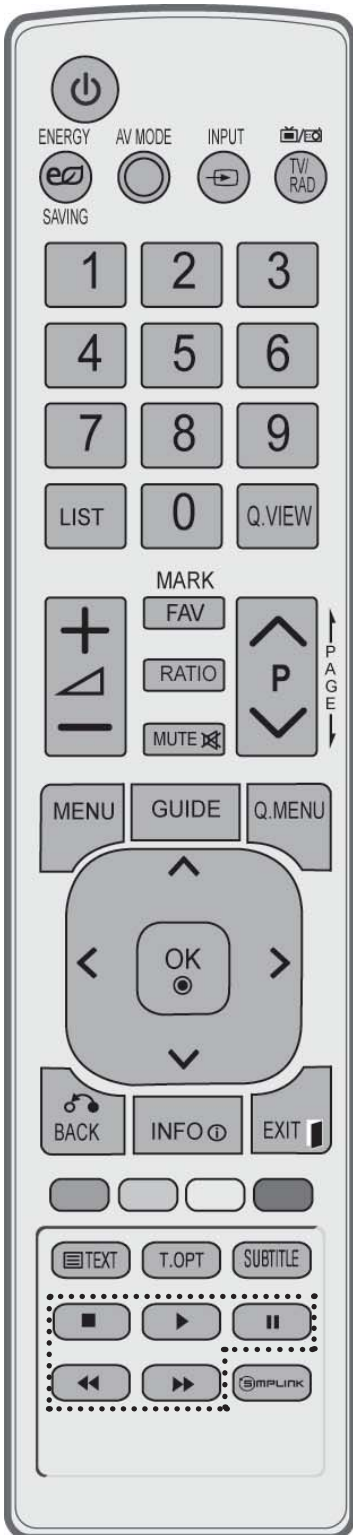 ENERGY AV MODE INPUT
TV/
RAD
SAVING
1 2 3
4 5 6
7 8 9
LIST 0 Q.VIEW
MARK
FAV
RATIO
P
PAGE
MUTE
MENU GUIDE Q.MENU
OK
BACK INFO EXIT
TEXT T.OPT SUBTITLE
SIMPLINK